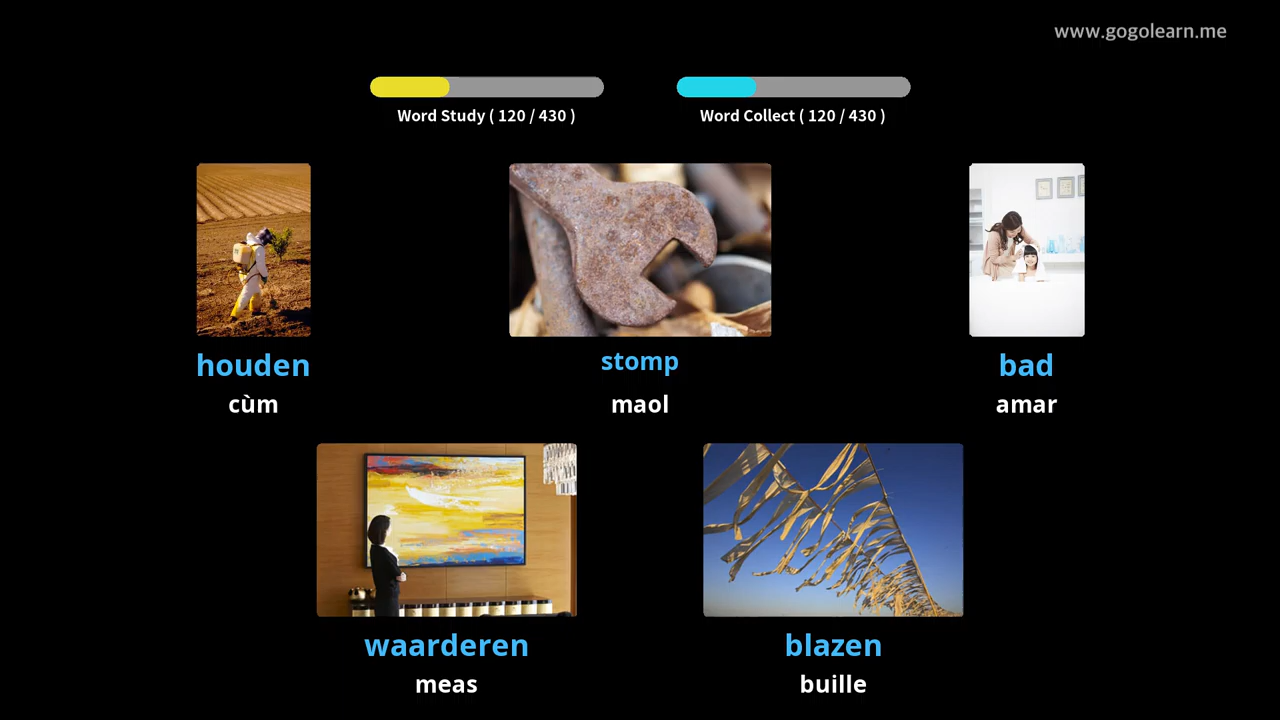 www.gogolearn.me
Word Study ( 120 / 430 )
Word Collect ( 120 / 430 )
houden
cùm
stomp
maol
bad
amar
waarderen
meas
blazen
buille